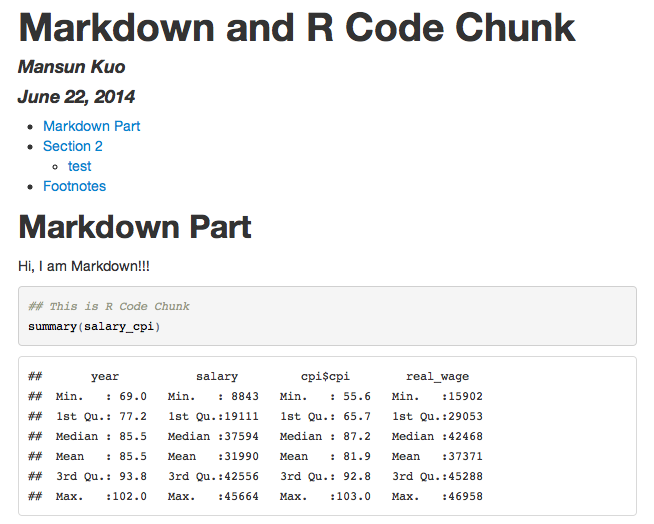 Markdown and R Code Chunk
Mansun Kuo
June 22, 2014
Markdown Part
Section 2
test
Footnotes
Markdown Part
Hi, I am Markdown!!!
## This is R Code Chunk
summary(salary_cpi)
##       year           salary         cpi$cpi        real_wage
##  Min.   : 69.0   Min.   : 8843   Min.   : 55.6   Min.   :15902
##  1st Qu.: 77.2   1st Qu.:19111   1st Qu.: 65.7   1st Qu.:29053
##  Median : 85.5   Median :37594   Median : 87.2   Median :42468
##  Mean   : 85.5   Mean   :31990   Mean   : 81.9   Mean   :37371
##  3rd Qu.: 93.8   3rd Qu.:42556   3rd Qu.: 92.8   3rd Qu.:45288
##  Max.   :102.0   Max.   :45664   Max.   :103.0   Max.   :46958